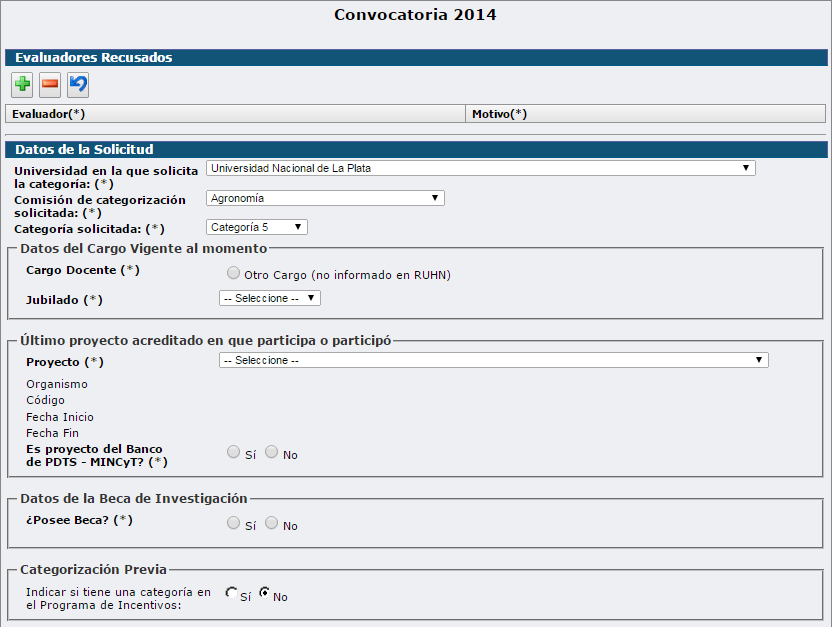 Convocatoria 2014
Evaluadores Recusados
Evaluador(*) Motivo(*)
Datos de la Solicitud
Universidad en la que solicita
la categoría: (*) Universidad Nacional de La Plata
Comisión de categorización
solicitada: (*) Agronomía
Categoría solicitada: (*) Categoría 5
Datos del Cargo Vigente al momento
Cargo Docente (*) Otro Cargo (no informado en RUHN)
Jubilado (*) -- Seleccione --
Último proyecto acreditado en que participa o participó
Proyecto (*) -- Seleccione --
Organismo
Código
Fecha Inicio
Fecha Fin
Es proyecto del Banco
de PDTS - MINCyT? (*) Sí No
Datos de la Beca de Investigación
¿Posee Beca? (*) Sí No
Categorización Previa
Indicar si tiene una categoría en
el Programa de Incentivos: Sí No